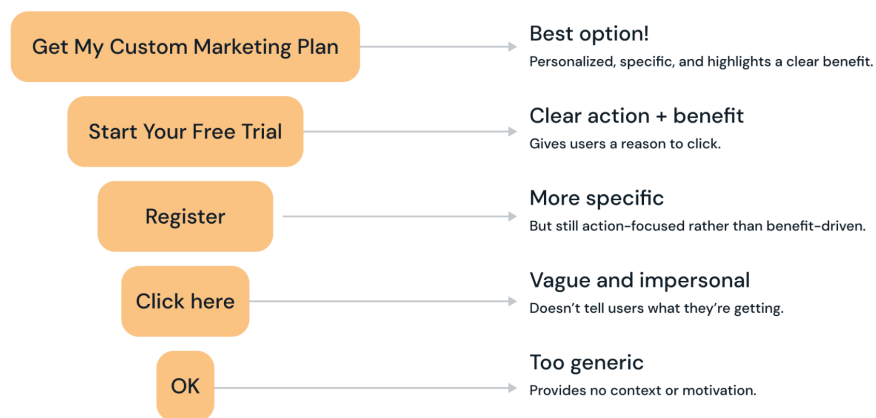 Get My Custom Marketing Plan
Best option!
Personalized, specific, and highlights a clear benefit.
Start Your Free Trial
Clear action + benefit
Gives users a reason to click.
Register
More specific
But still action-focused rather than benefit-driven.
Click here
Vague and impersonal
Doesn’t tell users what they’re getting.
OK
Too generic
Provides no context or motivation.